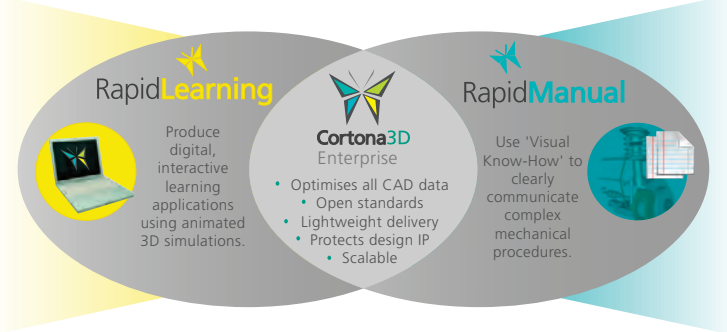 RapidLearning
Produce
digital,
interactive
learning
applications
using animated
3D simulations.
Cortona3D
Enterprise
• Optimises all CAD data
• Open standards
• Lightweight delivery
• Protects design IP
• Scalable
RapidManual
Use 'Visual
Know-How' to
clearly
communicate
complex
mechanical
procedures.